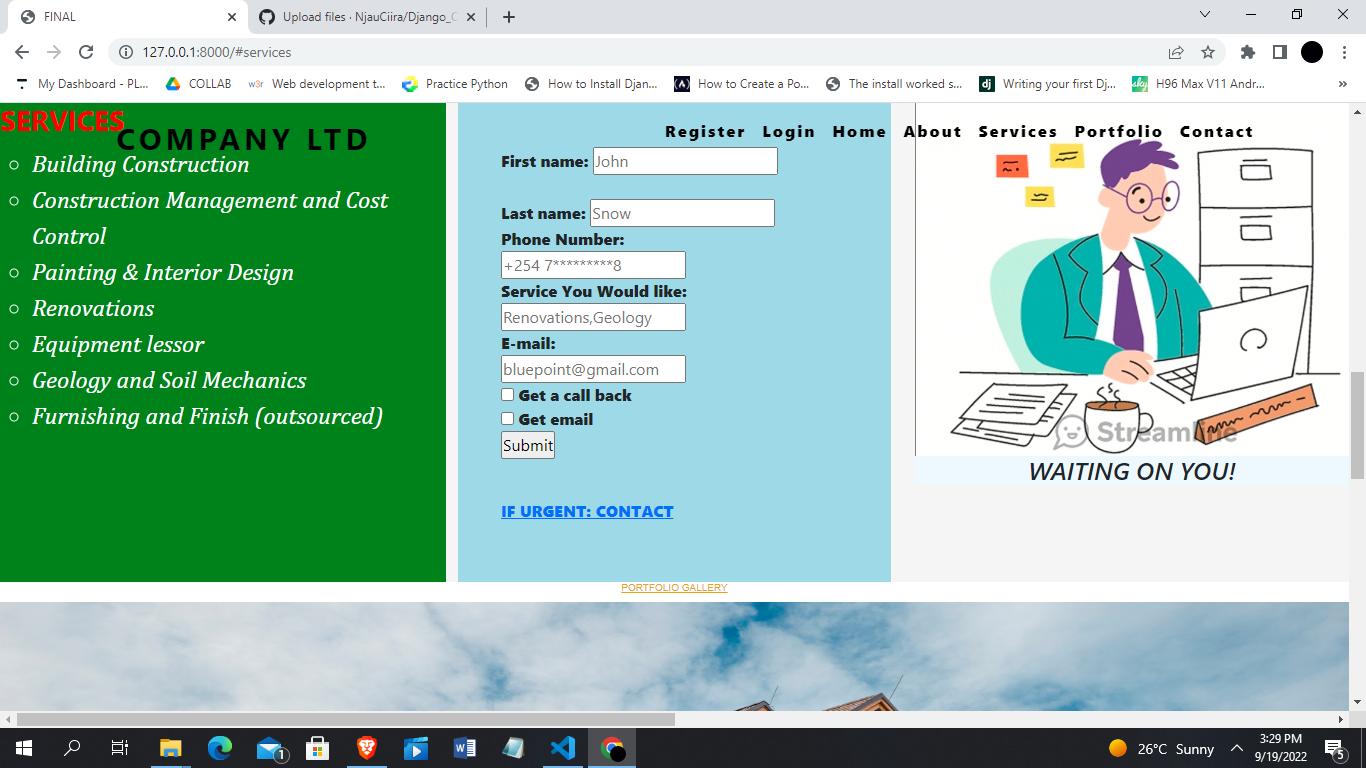 FINAL
Upload files · NjauCiira/Django_C
127.0.0.1:8000/#services
My Dashboard - PL...
COLLAB
w3r
Web development t...
Practice Python
How to Install Djan...
How to Create a Po...
The install worked s...
dj
Writing your first Dj...
sky
H96 Max V11 Andr...
»
SERVICES
COMPANY LTD
Register Login Home About Services Portfolio Contact
Building Construction
Construction Management and Cost
Control
Painting & Interior Design
Renovations
Equipment lessor
Geology and Soil Mechanics
Furnishing and Finish (outsourced)
First name: John
Last name: Snow
Phone Number:
+254 7*********8
Service You Would like:
Renovations,Geology
E-mail:
bluepoint@gmail.com
Get a call back
Get email
Submit
IF URGENT: CONTACT
Streamline
WAITING ON YOU!
PORTFOLIO GALLERY
1
26°C Sunny
3:29 PM
9/19/2022
5